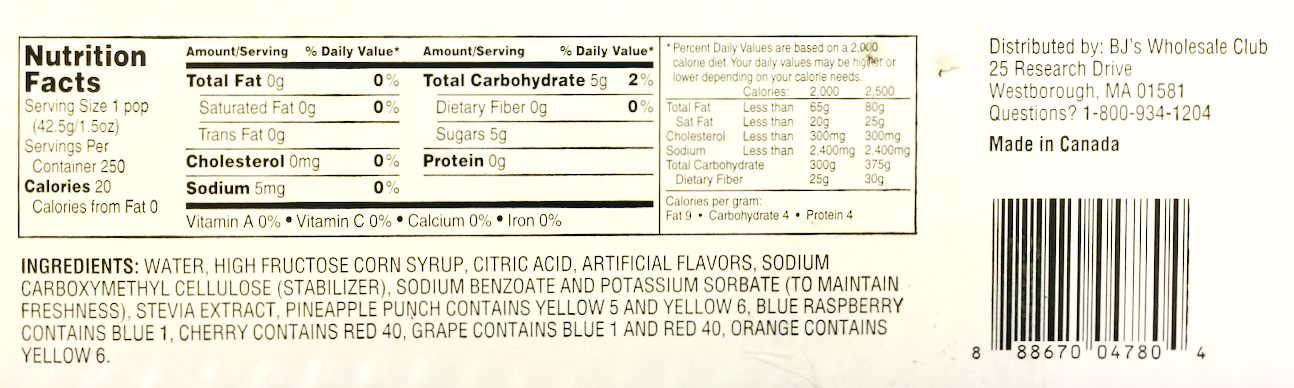 Nutrition
Facts
Serving Size 1 pop
(42.5g/1.5oz)
Servings Per
Container 250
Calories 20
Calories from Fat 0
Amount/Serving % Daily Value*
Total Fat 0g 0%
Saturated Fat 0g 0%
Trans Fat 0g
Cholesterol 0mg 0%
Sodium 5mg 0%
Amount/Serving % Daily Value*
Total Carbohydrate 5g 2%
Dietary Fiber 0g 0%
Sugars 5g
Protein 0g
Vitamin A 0% • Vitamin C 0% • Calcium 0% • Iron 0%
* Percent Daily Values are based on a 2,000
calorie diet. Your daily values may be higher or
lower depending on your calorie needs.
Calories: 2,000 2,500
Total Fat Less than 65g 80g
Sat Fat Less than 20g 25g
Cholesterol Less than 300mg 300mg
Sodium Less than 2,400mg 2,400mg
Total Carbohydrate 300g 375g
Dietary Fiber 25g 30g
Calories per gram:
Fat 9 • Carbohydrate 4 • Protein 4
INGREDIENTS: WATER, HIGH FRUCTOSE CORN SYRUP, CITRIC ACID, ARTIFICIAL FLAVORS, SODIUM
CARBOXYMETHYL CELLULOSE (STABILIZER), SODIUM BENZOATE AND POTASSIUM SORBATE (TO MAINTAIN
FRESHNESS), STEVIA EXTRACT, PINEAPPLE PUNCH CONTAINS YELLOW 5 AND YELLOW 6, BLUE RASPBERRY
CONTAINS BLUE 1, CHERRY CONTAINS RED 40, GRAPE CONTAINS BLUE 1 AND RED 40, ORANGE CONTAINS
YELLOW 6.
Distributed by: BJ's Wholesale Club
25 Research Drive
Westborough, MA 01581
Questions? 1-800-934-1204
Made in Canada
8 88670 04780 4